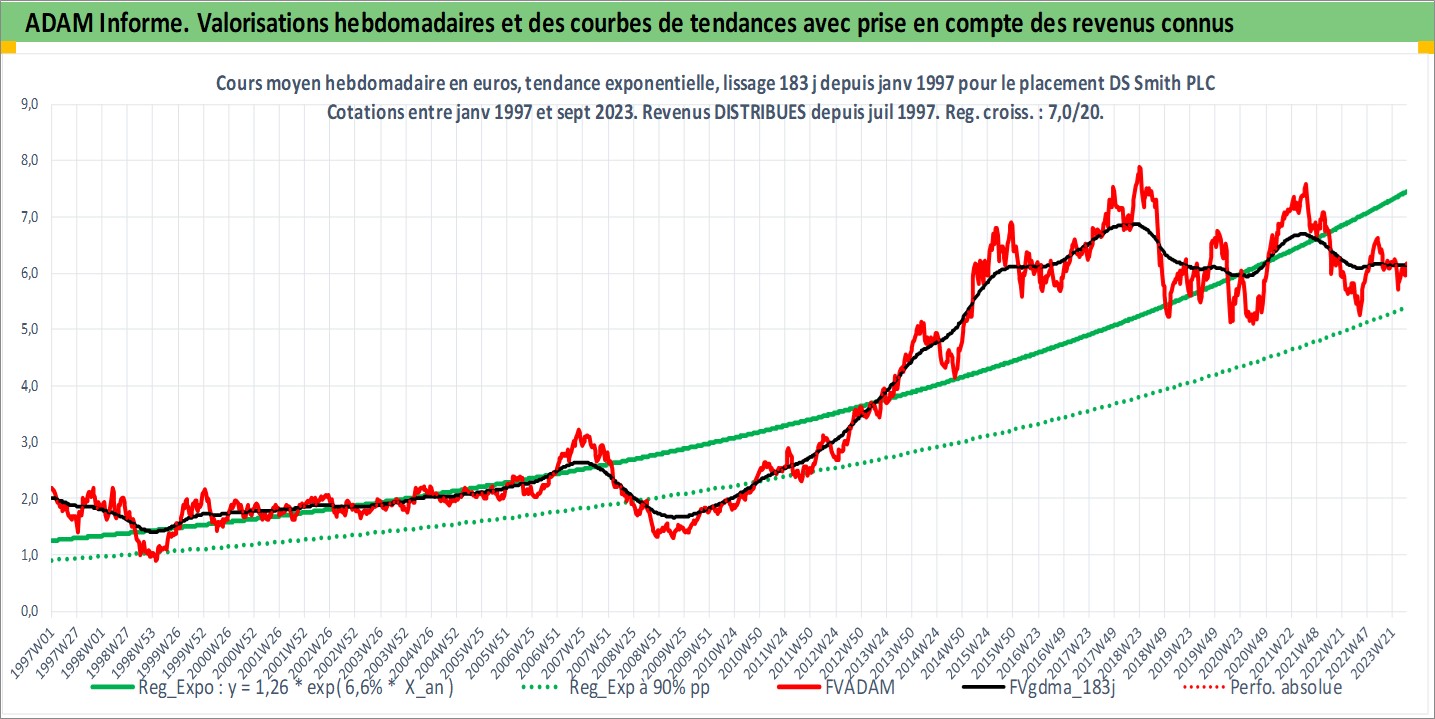 ADAM Informe. Valorisations hebdomadaires et des courbes de tendances avec prise en compte des revenus connus
Cours moyen hebdomadaire en euros, tendance exponentielle, lissage 183 j depuis janv 1997 pour le placement DS Smith PLC
Cotations entre janv 1997 et sept 2023. Revenus DISTRIBUES depuis juil 1997. Reg. croiss. : 7,0/20.
9,0
8,0
7,0
6,0
5,0
4,0
3,0
2,0
1,0
0,0
1997W01 1997W27 1998W01 1998W27 1998W53 1999W26 1999W52 2000W26 2000W52 2001W26 2001W52 2002W26 2002W52 2003W26 2003W52 2004W26 2004W52 2005W25 2005W51 2006W25 2006W51 2007W25 2007W51 2008W25 2008W51 2009W25 2009W51 2010W24 2010W50 2011W24 2011W50 2012W24 2012W50 2013W24 2013W50 2014W24 2014W50 2015W24 2015W50 2016W23 2016W49 2017W23 2017W49 2018W23 2018W49 2019W23 2019W49 2020W23 2020W49 2021W22 2021W48 2022W21 2022W47 2023W21
Reg_Expo : y = 1,26 * exp( 6,6% * X_an ) Reg_Exp à 90% pp FVADAM FVgdma_183j Perfo. absolue